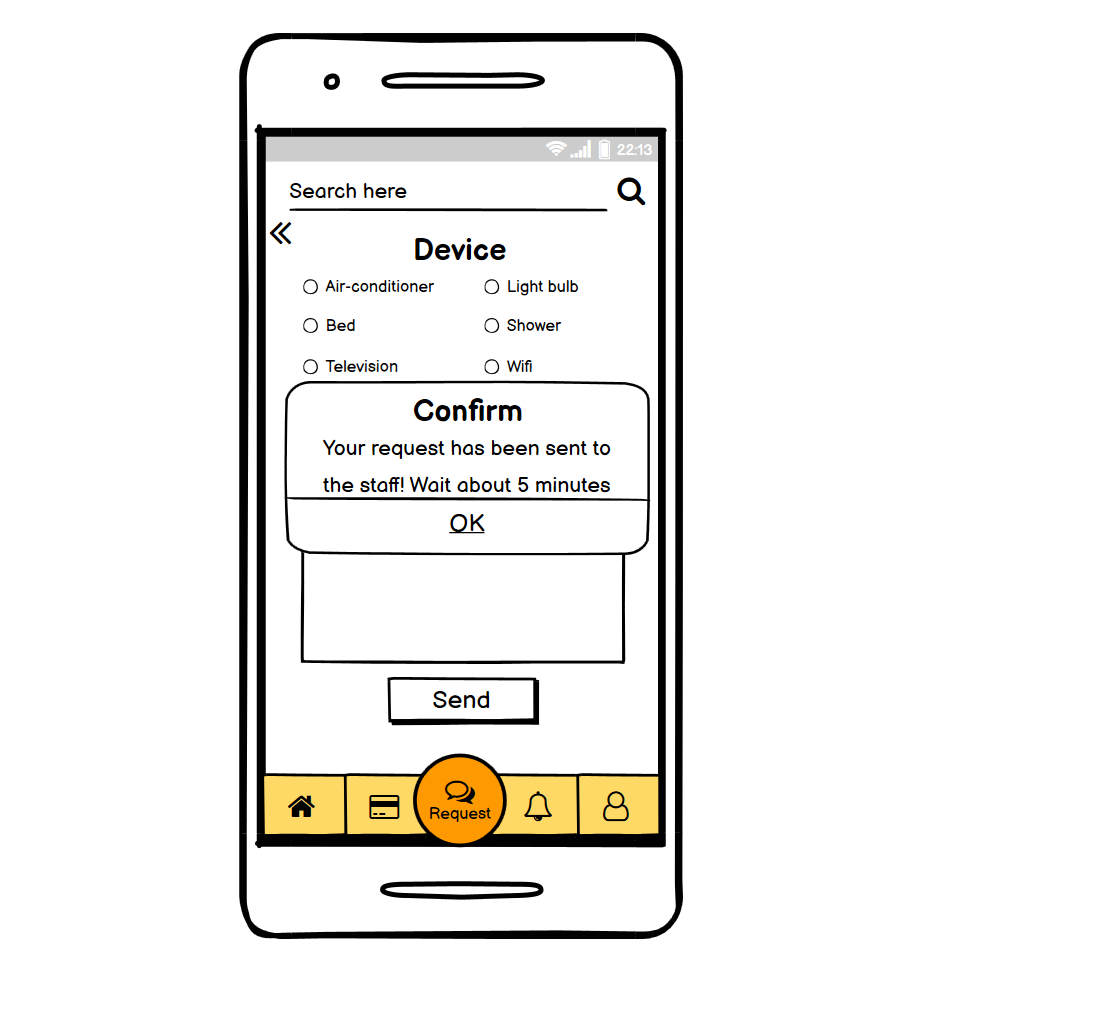 22:13
Search here
Device
Air-conditioner Light bulb
Bed Shower
Television Wifi
Confirm
Your request has been sent to
the staff! Wait about 5 minutes
OK
Send
Request